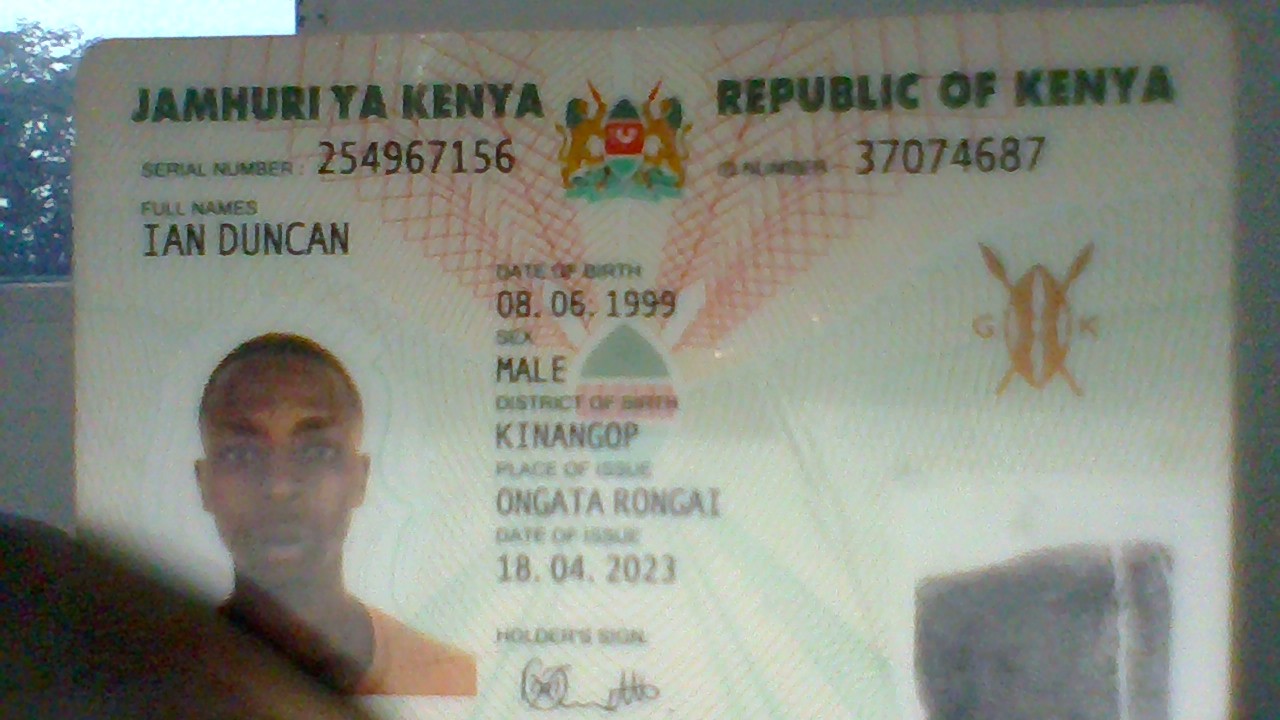 JAMHURI YA KENYA
REPUBLIC OF KENYA
SERIAL NUMBER: 254967156
ID NUMBER 37074687
FULL NAMES
IAN DUNCAN
DATE OF BIRTH
08. 06. 1999
SEX
MALE
DISTRICT OF BIRTH
KINANGOP
PLACE OF ISSUE
ONGATA RONGAI
DATE OF ISSUE
18. 04. 2023
HOLDER'S SIGN.
G K